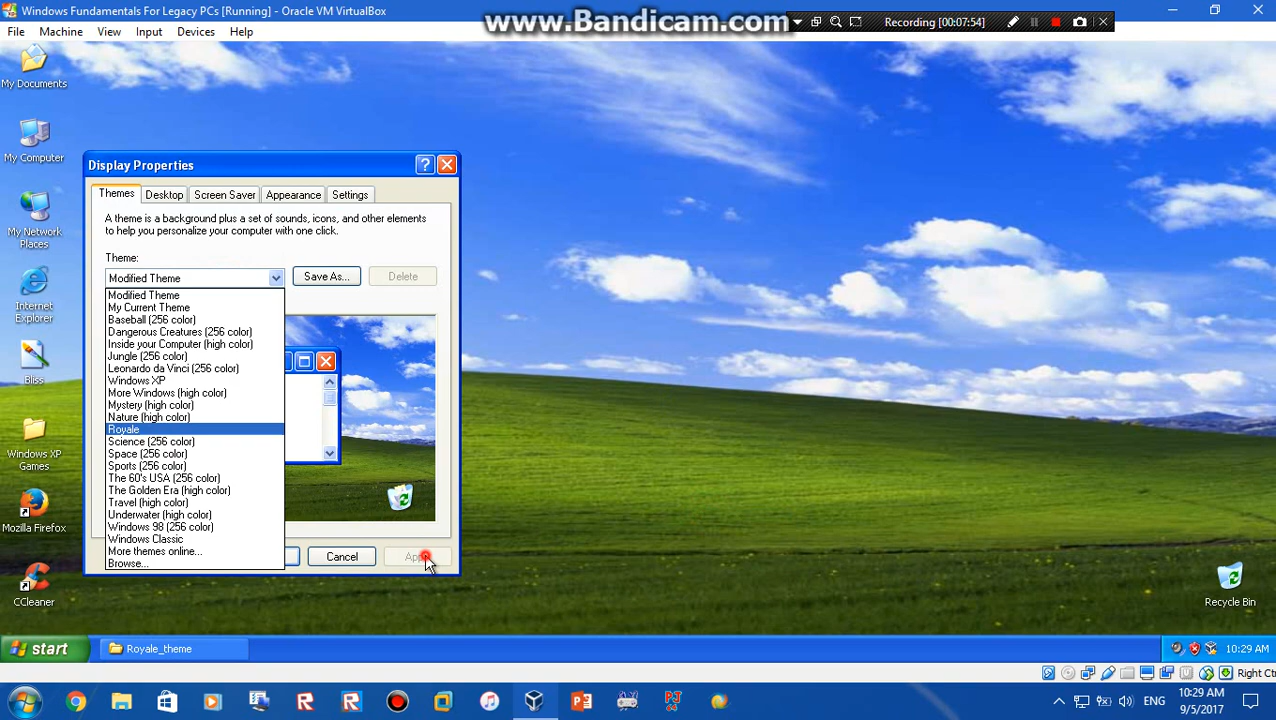 Windows Fundamentals For Legacy PCs [Running] - Oracle VM VirtualBox
www.Bandicam.com
Recording [00:07:54]
File Machine View Input Devices Help
My Documents
My Computer
My Network
Places
Internet
Explorer
Bliss
Windows XP
Games
Mozilla Firefox
CCleaner
Display Properties
Themes Desktop Screen Saver Appearance Settings
A theme is a background plus a set of sounds, icons, and other elements
to help you personalize your computer with one click.
Theme:
Modified Theme Save As... Delete
Modified Theme
My Current Theme
Baseball (256 color)
Dangerous Creatures (256 color)
Inside your Computer (high color)
Jungle (256 color)
Leonardo da Vinci (256 color)
Windows XP
More Windows (high color)
Mystery (high color)
Nature (high color)
Royale
Science (256 color)
Space (256 color)
Sports (256 color)
The 60's USA (256 color)
The Golden Era (high color)
Travel (high color)
Underwater (high color)
Windows 98 (256 color)
Windows Classic
More themes online...
Browse...
Cancel
Recycle Bin
start Royale_theme 10:29 AM
Right Ct
ENG
10:29 AM
9/5/2017